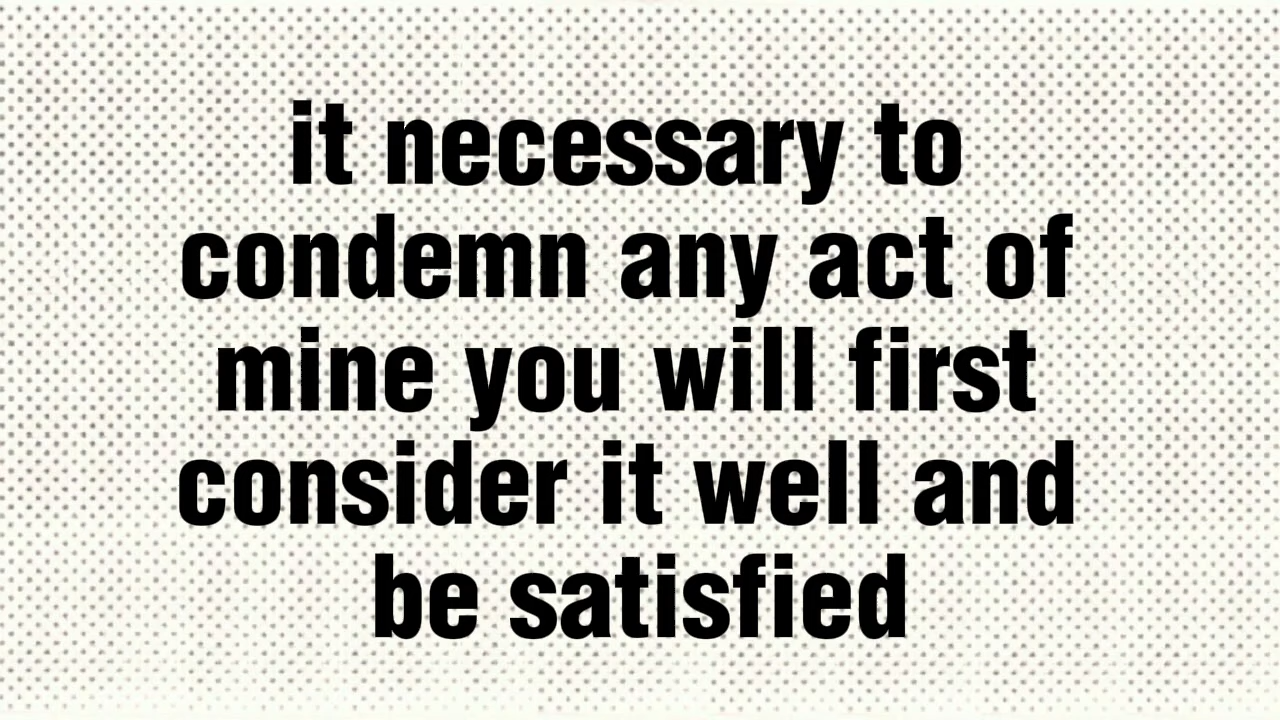 it necessary to
condemn any act of
mine you will first
consider it well and
be satisfied